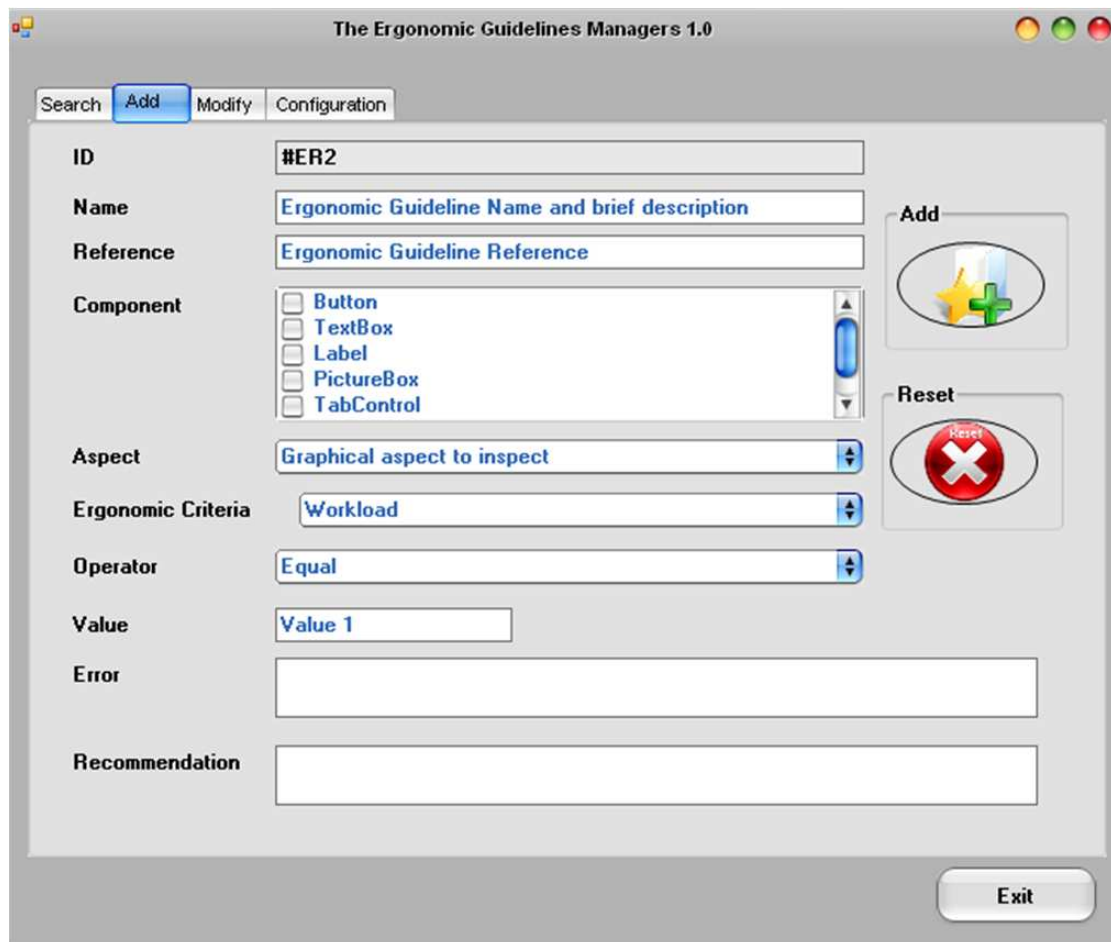 The Ergonomic Guidelines Managers 1.0
Search Add Modify Configuration
ID #ER2
Name Ergonomic Guideline Name and brief description
Reference Ergonomic Guideline Reference
Component
Button
TextBox
Label
PictureBox
TabControl
Aspect Graphical aspect to inspect
Ergonomic Criteria Workload
Operator Equal
Value Value 1
Error
Recommendation
Add
Reset
Reset
Exit